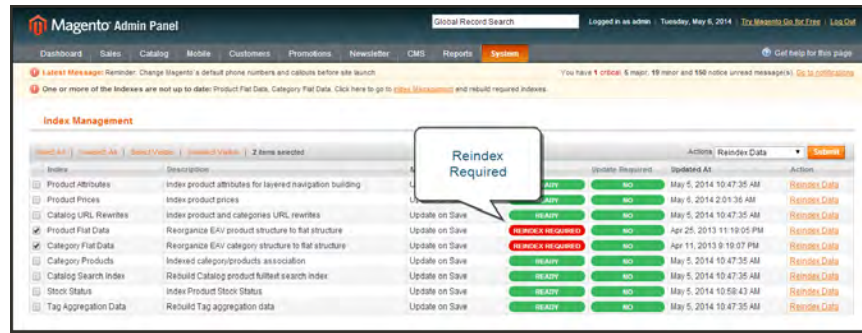 Magento Admin Panel
Global Record Search
Logged in as admin | Tuesday, May 6, 2014 | Try Magento Go for Free | Log Out
Dashboard Sales Catalog Mobile Customers Promotions Newsletter CMS Reports System
Get help for this page
Latest Message: Reminder: Change Magento's default phone numbers and callouts before site launch
You have 1 critical, 6 major, 19 minor and 150 notice unread message(s). Go to notifications
One or more of the Indexes are not up to date: Product Flat Data, Category Flat Data. Click here to go to Index Management and rebuild required indexes.
Index Management
Select All | Unselect All | Select Visible | Unselect Visible | 2 items selected
Actions Reindex Data Submit
Reindex
Required
Index Description Update Required Updated At Action
Product Attributes Index product attributes for layered navigation building READY NO May 5, 2014 10:47:35 AM Reindex Data
Product Prices Index product prices READY NO May 6, 2014 2:01:36 AM Reindex Data
Catalog URL Rewrites Index product and categories URL rewrites Update on Save READY NO May 5, 2014 10:47:35 AM Reindex Data
Product Flat Data Reorganize EAV product structure to flat structure Update on Save REINDEX REQUIRED NO Apr 25, 2013 11:19:05 PM Reindex Data
Category Flat Data Reorganize EAV category structure to flat structure Update on Save REINDEX REQUIRED NO Apr 11, 2013 9:19:07 PM Reindex Data
Category Products Indexed category/products association Update on Save READY NO May 5, 2014 10:47:35 AM Reindex Data
Catalog Search Index Rebuild Catalog product fulltext search index Update on Save READY NO May 5, 2014 10:47:35 AM Reindex Data
Stock Status Index Product Stock Status Update on Save READY NO May 5, 2014 10:58:43 AM Reindex Data
Tag Aggregation Data Rebuild Tag aggregation data Update on Save READY NO May 5, 2014 10:47:35 AM Reindex Data